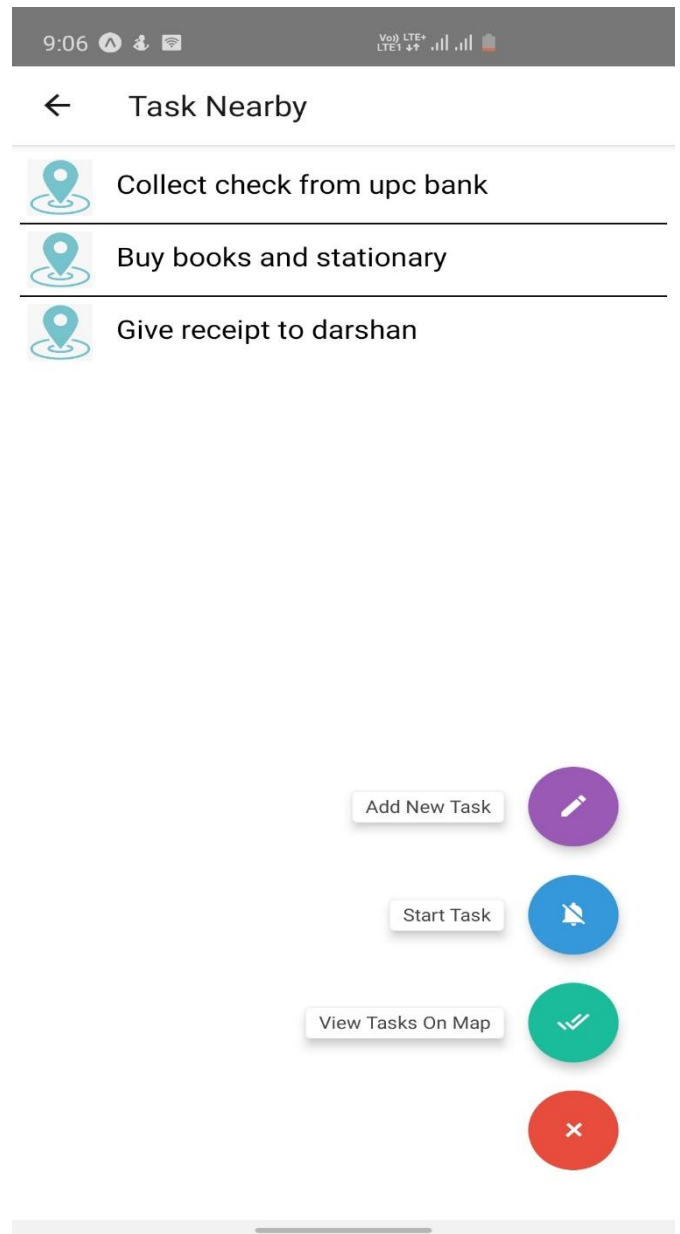 9:06 Vo)) LTE+
LTE1 ↓↑
Task Nearby
Collect check from upc bank
Buy books and stationary
Give receipt to darshan
Add New Task
Start Task
View Tasks On Map